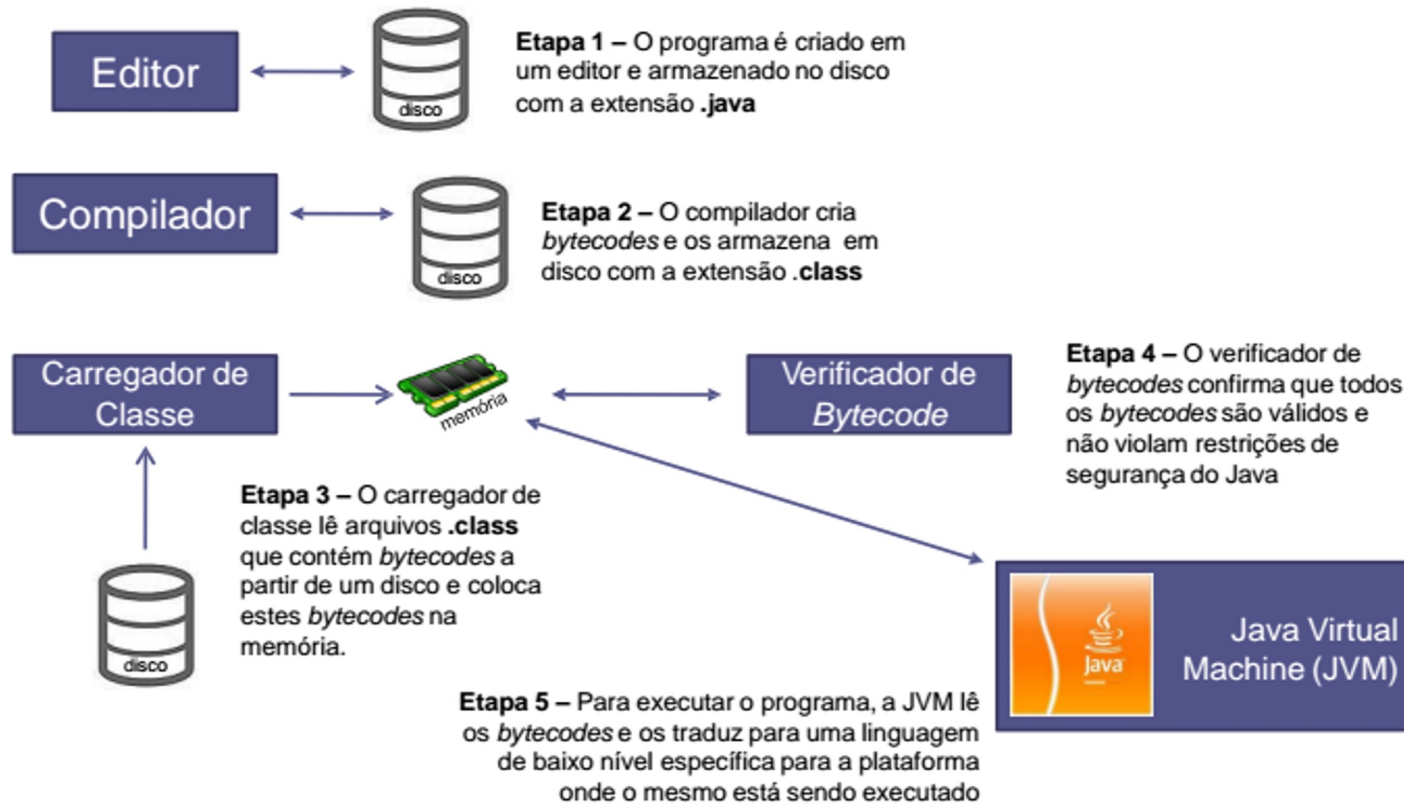 Editor
disco
Etapa 1 – O programa é criado em
um editor e armazenado no disco
com a extensão .java
Compilador
disco
Etapa 2 – O compilador cria
bytecodes e os armazena em
disco com a extensão .class
Carregador de
Classe
memória
Verificador de
Bytecode
Etapa 4 – O verificador de
bytecodes confirma que todos
os bytecodes são válidos e
não violam restrições de
segurança do Java
Etapa 3 – O carregador de
classe lê arquivos .class
que contém bytecodes a
partir de um disco e coloca
estes bytecodes na
memória.
disco
Java
Java Virtual
Machine (JVM)
Etapa 5 – Para executar o programa, a JVM lê
os bytecodes e os traduz para uma linguagem
de baixo nível específica para a plataforma
onde o mesmo está sendo executado